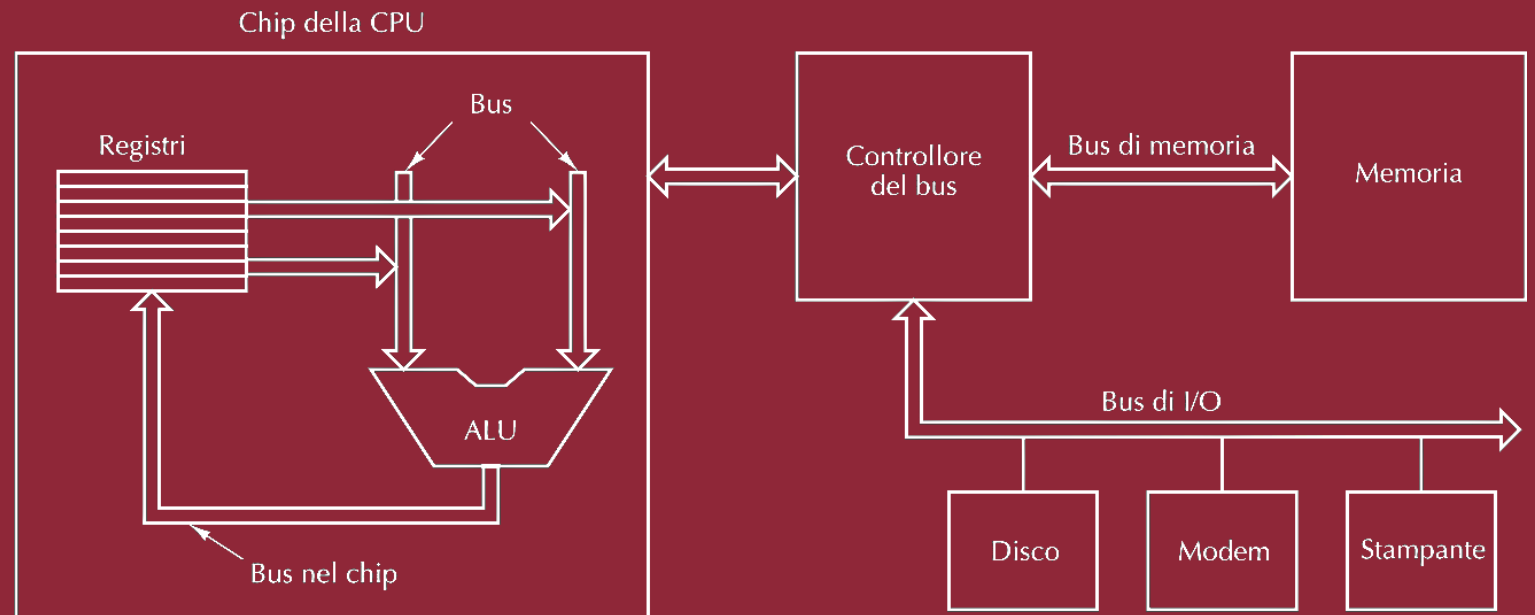 Chip della CPU
Bus
Registri
Controllore
del bus
Bus di memoria
Memoria
ALU
Bus di I/O
Bus nel chip
Disco
Modem
Stampante